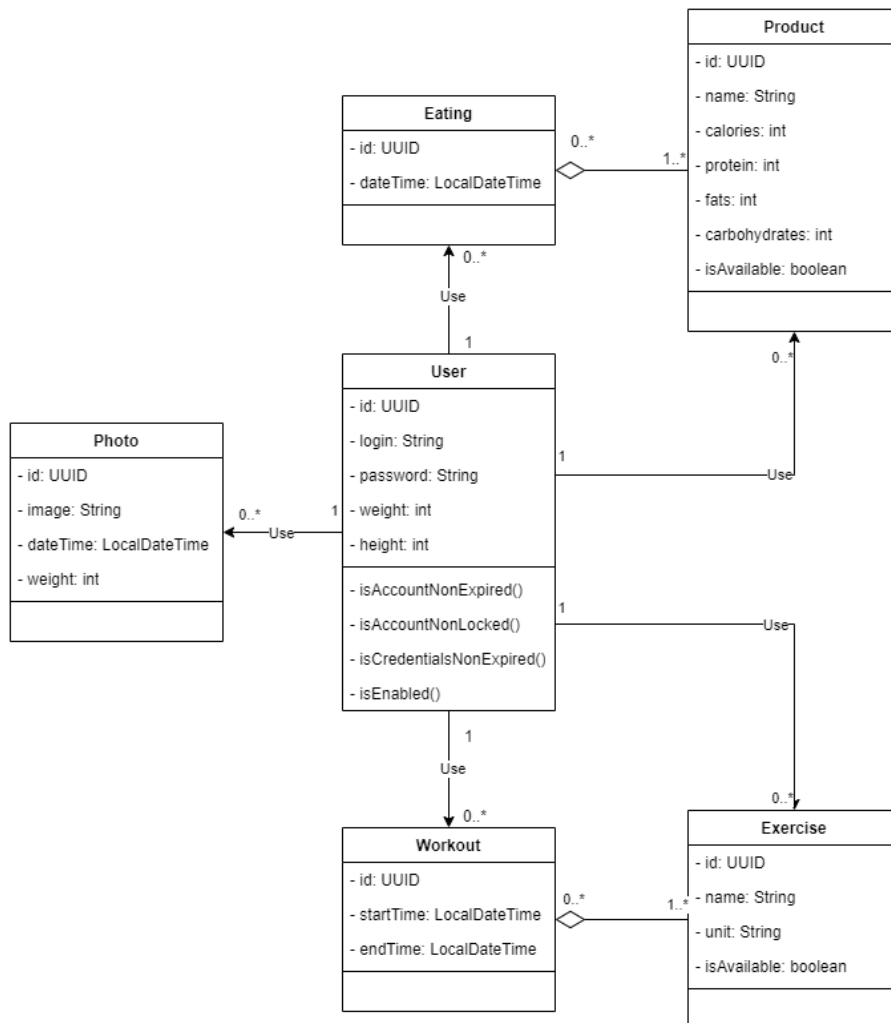 Product
- id: UUID
- name: String
- calories: int
- protein: int
- fats: int
- carbohydrates: int
- isAvailable: boolean
Eating
- id: UUID
- dateTime: LocalDateTime
0..*
1..*
0..*
Use
1
0..*
User
- id: UUID
- login: String
- password: String
- weight: int
- height: int
- isAccountNonExpired()
- isAccountNonLocked()
- isCredentialsNonExpired()
- isEnabled()
1
Use
Photo
- id: UUID
- image: String
- dateTime: LocalDateTime
- weight: int
0..*
Use
1
1
Use
1
Use
0..*
0..*
Workout
- id: UUID
- startTime: LocalDateTime
- endTime: LocalDateTime
0..*
1..*
Exercise
- id: UUID
- name: String
- unit: String
- isAvailable: boolean